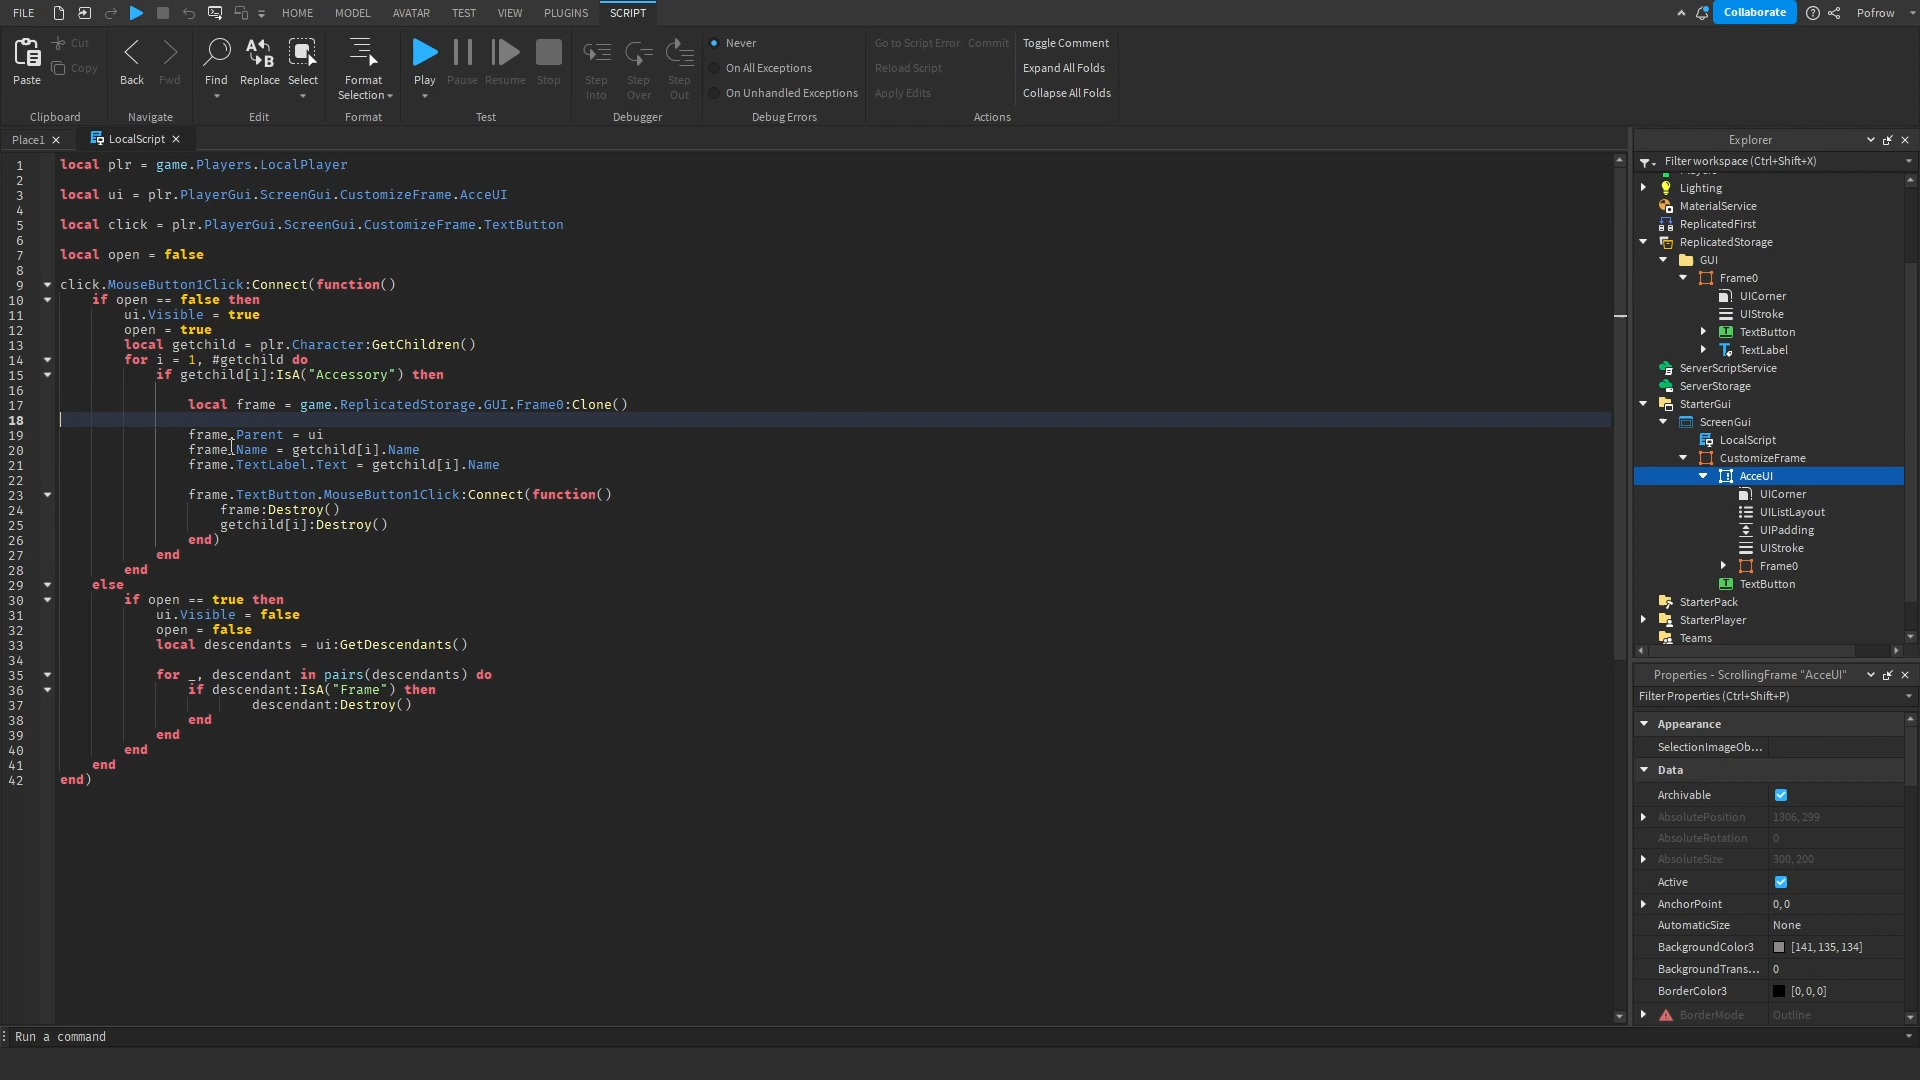 FILE HOME MODEL AVATAR TEST VIEW PLUGINS SCRIPT Collaborate Pofrow
Paste Cut Copy
Clipboard
Back Fwd
Navigate
Find Replace Select
Edit
Format Selection
Format
Play Pause Resume Stop
Test
Step Into Step Over Step Out
Debugger
Never
On All Exceptions
On Unhandled Exceptions
Debug Errors
Go to Script Error Commit Toggle Comment
Reload Script Expand All Folds
Apply Edits Collapse All Folds
Actions
Place1 LocalScript
1 local plr = game.Players.LocalPlayer
2
3 local ui = plr.PlayerGui.ScreenGui.CustomizeFrame.AcceUI
4
5 local click = plr.PlayerGui.ScreenGui.CustomizeFrame.TextButton
6
7 local open = false
8
9 click.MouseButton1Click:Connect(function()
10 if open == false then
11 ui.Visible = true
12 open = true
13 local getchild = plr.Character:GetChildren()
14 for i = 1, #getchild do
15 if getchild[i]:IsA("Accessory") then
16
17 local frame = game.ReplicatedStorage.GUI.Frame0:Clone()
18
19 frame.Parent = ui
20 frame.Name = getchild[i].Name
21 frame.TextLabel.Text = getchild[i].Name
22
23 frame.TextButton.MouseButton1Click:Connect(function()
24 frame:Destroy()
25 getchild[i]:Destroy()
26 end)
27 end
28 end
29 else
30 if open == true then
31 ui.Visible = false
32 open = false
33 local descendants = ui:GetDescendants()
34
35 for _, descendant in pairs(descendants) do
36 if descendant:IsA("Frame") then
37 descendant:Destroy()
38 end
39 end
40 end
41 end
42 end)
Run a command
Explorer
Filter workspace (Ctrl+Shift+X)
Lighting
MaterialService
ReplicatedFirst
ReplicatedStorage
GUI
Frame0
UICorner
UIStroke
TextButton
TextLabel
ServerScriptService
ServerStorage
StarterGui
ScreenGui
LocalScript
CustomizeFrame
AcceUI
UICorner
UIListLayout
UIPadding
UIStroke
Frame0
TextButton
StarterPack
StarterPlayer
Teams
Properties - ScrollingFrame "AcceUI"
Filter Properties (Ctrl+Shift+P)
Appearance
SelectionImageOb...
Data
Archivable
AbsolutePosition 1306, 299
AbsoluteRotation 0
AbsoluteSize 300, 200
Active
AnchorPoint 0, 0
AutomaticSize None
BackgroundColor3 [141, 135, 134]
BackgroundTrans... 0
BorderColor3 [0, 0, 0]
BorderMode Outline